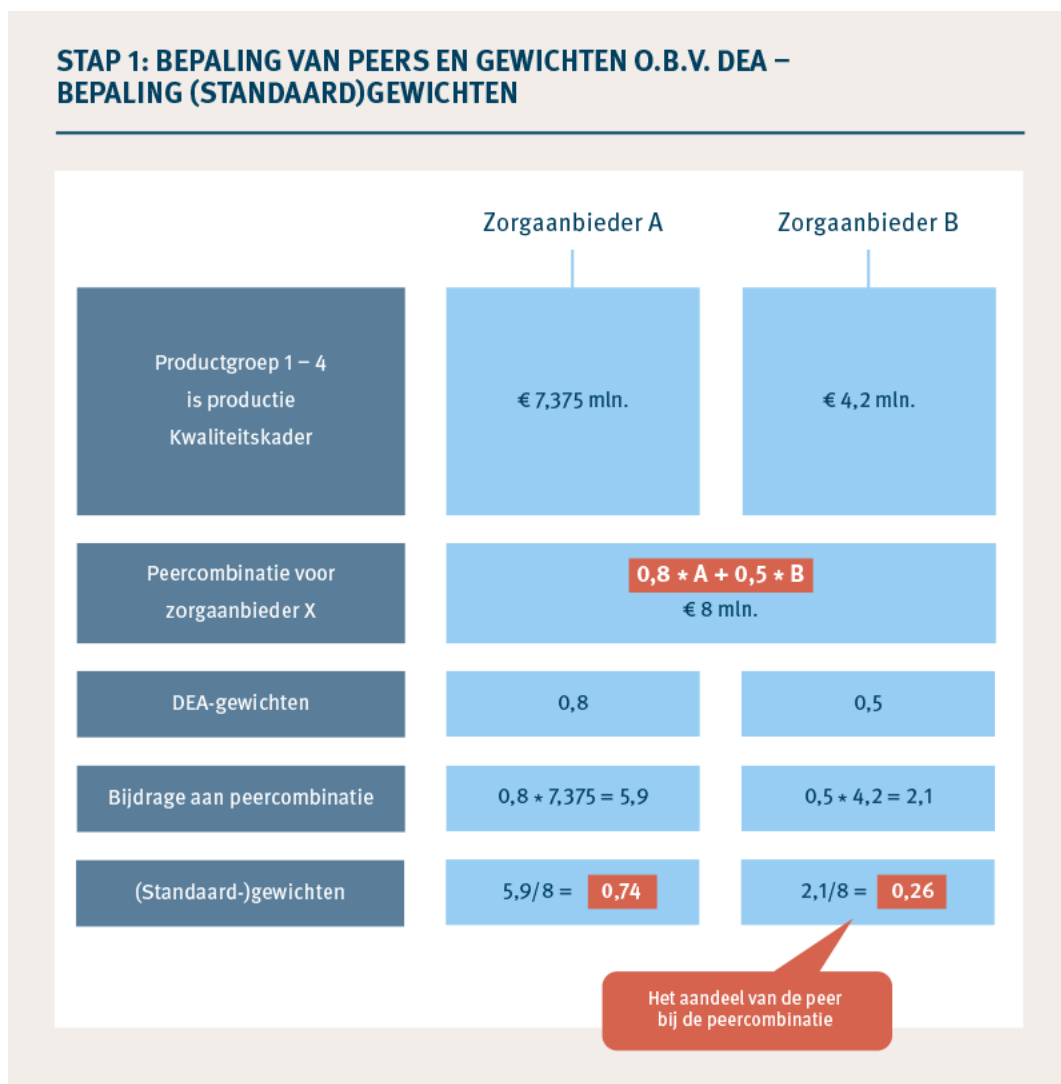 STAP 1: BEPALING VAN PEERS EN GEWICHTEN O.B.V. DEA –
BEPALING (STANDAARD)GEWICHTEN
Zorgaanbieder A
Zorgaanbieder B
Productgroep 1 – 4
is productie
Kwaliteitskader
€ 7,375 mln.
€ 4,2 mln.
Peercombinatie voor
zorgaanbieder X
0,8 * A + 0,5 * B
€ 8 mln.
DEA-gewichten
0,8
0,5
Bijdrage aan peercombinatie
0,8 * 7,375 = 5,9
0,5 * 4,2 = 2,1
(Standaard-)gewichten
5,9/8 = 0,74
2,1/8 = 0,26
Het aandeel van de peer
bij de peercombinatie